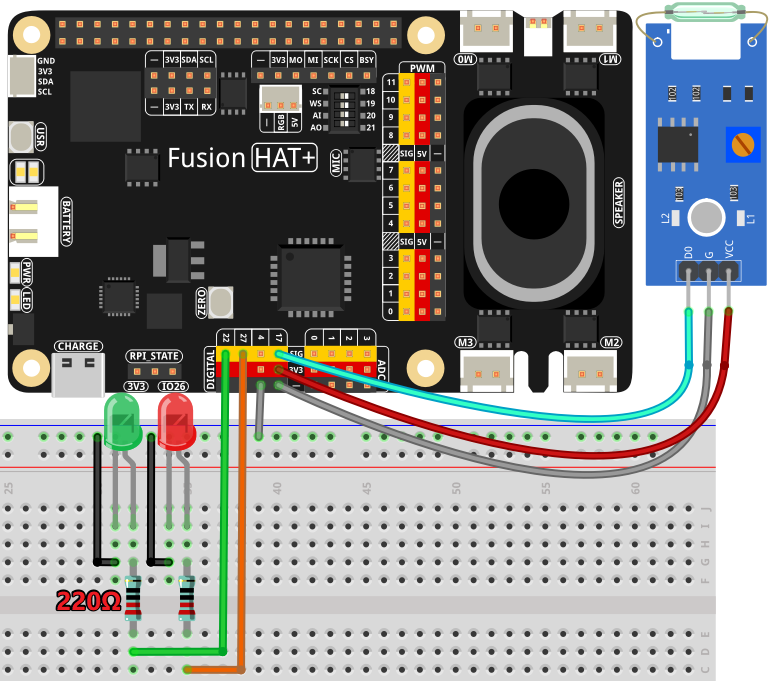 GND
3V3
SDA
SCL
— 3V3 SDA SCL
— 3V3 TX RX
— 3V3 MO MI SCK CS BSY
— RGB 5V
SC
WS
AI
AO
18
19
20
21
PWM
11
10
9
8
SIG 5V —
7
6
5
4
SIG 5V —
3
2
1
0
M0
M1
Fusion HAT+
MIC
USR
BATTERY
PWR
LED
ZERO
SPEAKER
CHARGE
RPI_STATE
3V3
IO26
DIGITAL
22 27 4 17
SIG
3V3
—
0 1 2 3
ADC
M3
M2
102
102
103
103
L2
L1
D0
G
VCC
25
40
45
50
55
60
J
I
H
G
F
E
D
C
220Ω